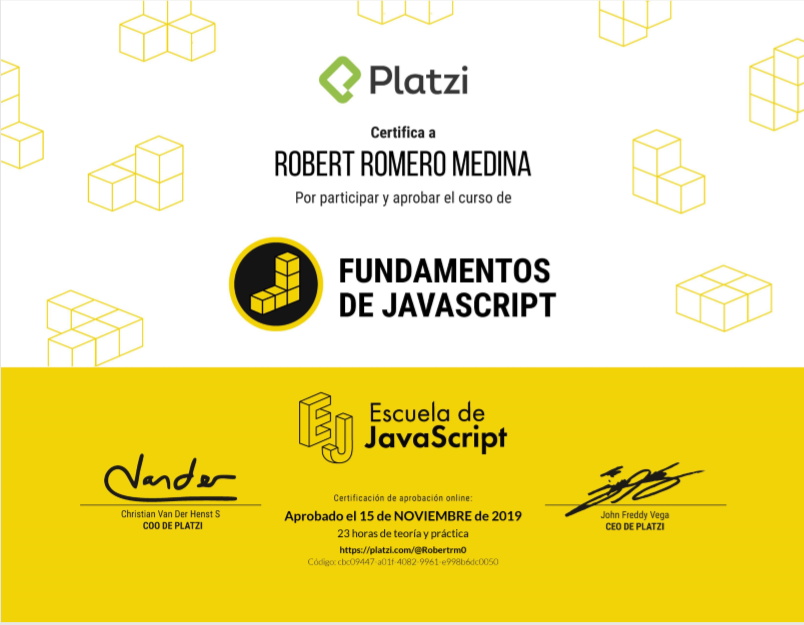 Platzi
Certifica a
ROBERT ROMERO MEDINA
Por participar y aprobar el curso de
FUNDAMENTOS
DE JAVASCRIPT
EJ
Escuela de
JavaScript
Vander
Christian Van Der Henst S
COO DE PLATZI
Certificación de aprobación online:
Aprobado el 15 de NOVIEMBRE de 2019
23 horas de teoría y práctica
https://platzi.com/@Robertrm0
Código: cbc09447-a01f-4082-9961-e998b6dc0050
John Freddy Vega
CEO DE PLATZI